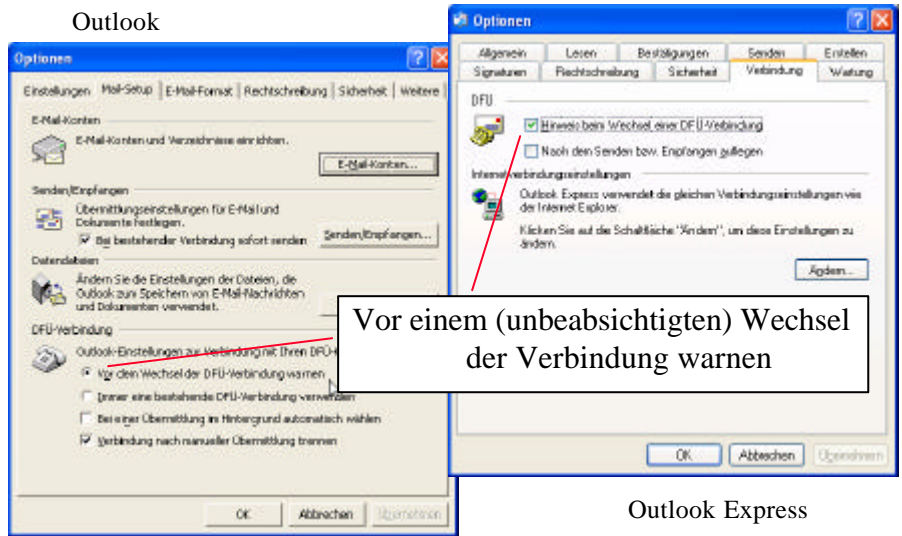 Outlook
Optionen
Einstellungen Mail-Setup E-Mail-Format Rechtschreibung Sicherheit Weitere
E-Mail-Konten
E-Mail-Konten und Verzeichnisse einrichten.
E-Mail-Konten...
Senden/Empfangen
Übermittlungseinstellungen für E-Mail und
Dokumente festlegen.
Bei bestehender Verbindung sofort senden
Senden/Empfangen...
Datendateien
Ändern Sie die Einstellungen der Dateien, die
Outlook zum Speichern von E-Mail-Nachrichten
und Dokumenten verwendet.
DFÜ-Verbindung
Outlook-Einstellungen zur Verbindung mit Ihren DFÜ-
Vor dem Wechsel der DFÜ-Verbindung warnen
Immer eine bestehende DFÜ-Verbindung verwenden
Bei einer Übermittlung im Hintergrund automatisch wählen
Verbindung nach manueller Übermittlung trennen
OK Abbrechen Übernehmen
Optionen
Allgemein Lesen Bestätigungen Senden Erstellen
Signaturen Rechtschreibung Sicherheit Verbindung Wartung
DFÜ
Hinweis beim Wechsel einer DFÜ-Verbindung
Nach dem Senden bzw. Empfangen auflegen
Internetverbindungseinstellungen
Outlook Express verwendet die gleichen Verbindungseinstellungen wie
der Internet Explorer.
Klicken Sie auf die Schaltfläche "Ändern", um diese Einstellungen zu
ändern.
Ändern...
Vor einem (unbeabsichtigten) Wechsel
der Verbindung warnen
OK Abbrechen Übernehmen
Outlook Express